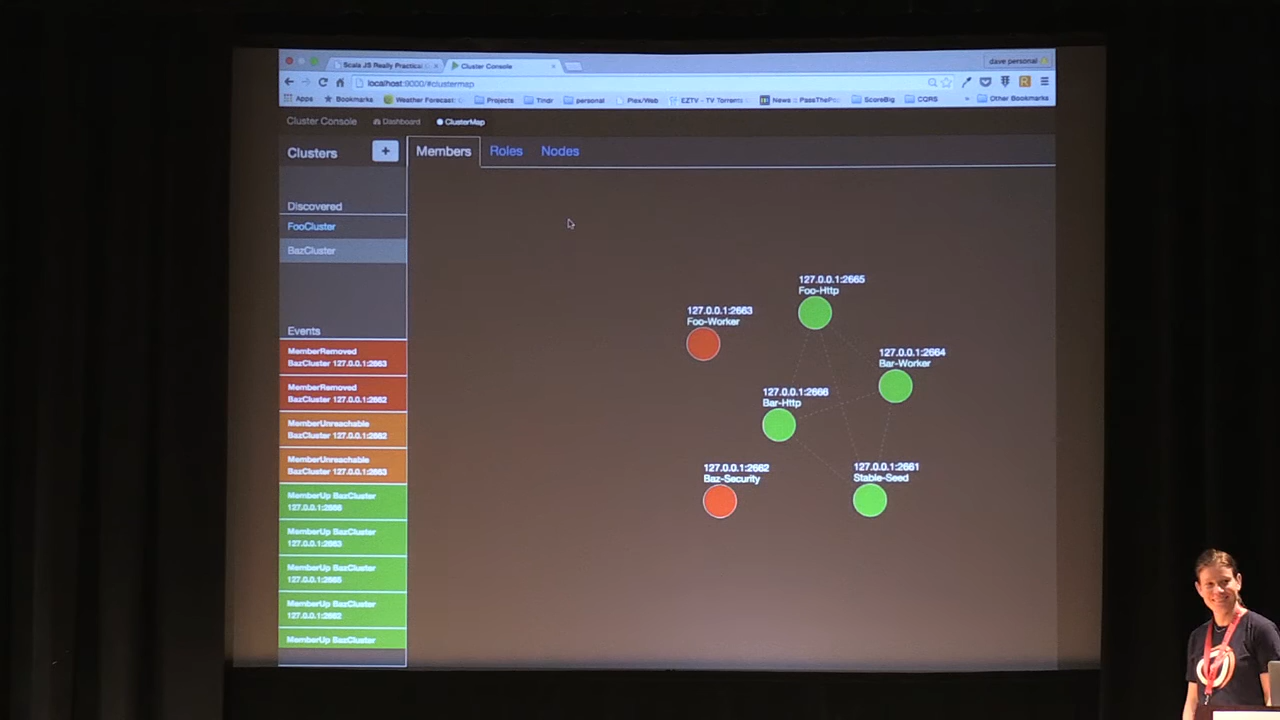 Scala JS Really Practical
Cluster Console
dave personal
localhost:9000/#clustermap
Apps
Bookmarks
Weather Forecast:
Projects
Tindr
personal
Plex/Web
EZTV - TV Torrents
News :: PassThePo
ScoreBig
CQRS
»
Other Bookmarks
Cluster Console
Dashboard
ClusterMap
Clusters
+
Members
Roles
Nodes
Discovered
FooCluster
BazCluster
Events
MemberRemoved
BazCluster 127.0.0.1:2663
MemberRemoved
BazCluster 127.0.0.1:2662
MemberUnreachable
BazCluster 127.0.0.1:2662
MemberUnreachable
BazCluster 127.0.0.1:2663
MemberUp BazCluster
127.0.0.1:2666
MemberUp BazCluster
127.0.0.1:2663
MemberUp BazCluster
127.0.0.1:2665
MemberUp BazCluster
127.0.0.1:2662
MemberUp BazCluster
127.0.0.1:2665
Foo-Http
127.0.0.1:2663
Foo-Worker
127.0.0.1:2664
Bar-Worker
127.0.0.1:2666
Bar-Http
127.0.0.1:2662
Baz-Security
127.0.0.1:2661
Stable-Seed